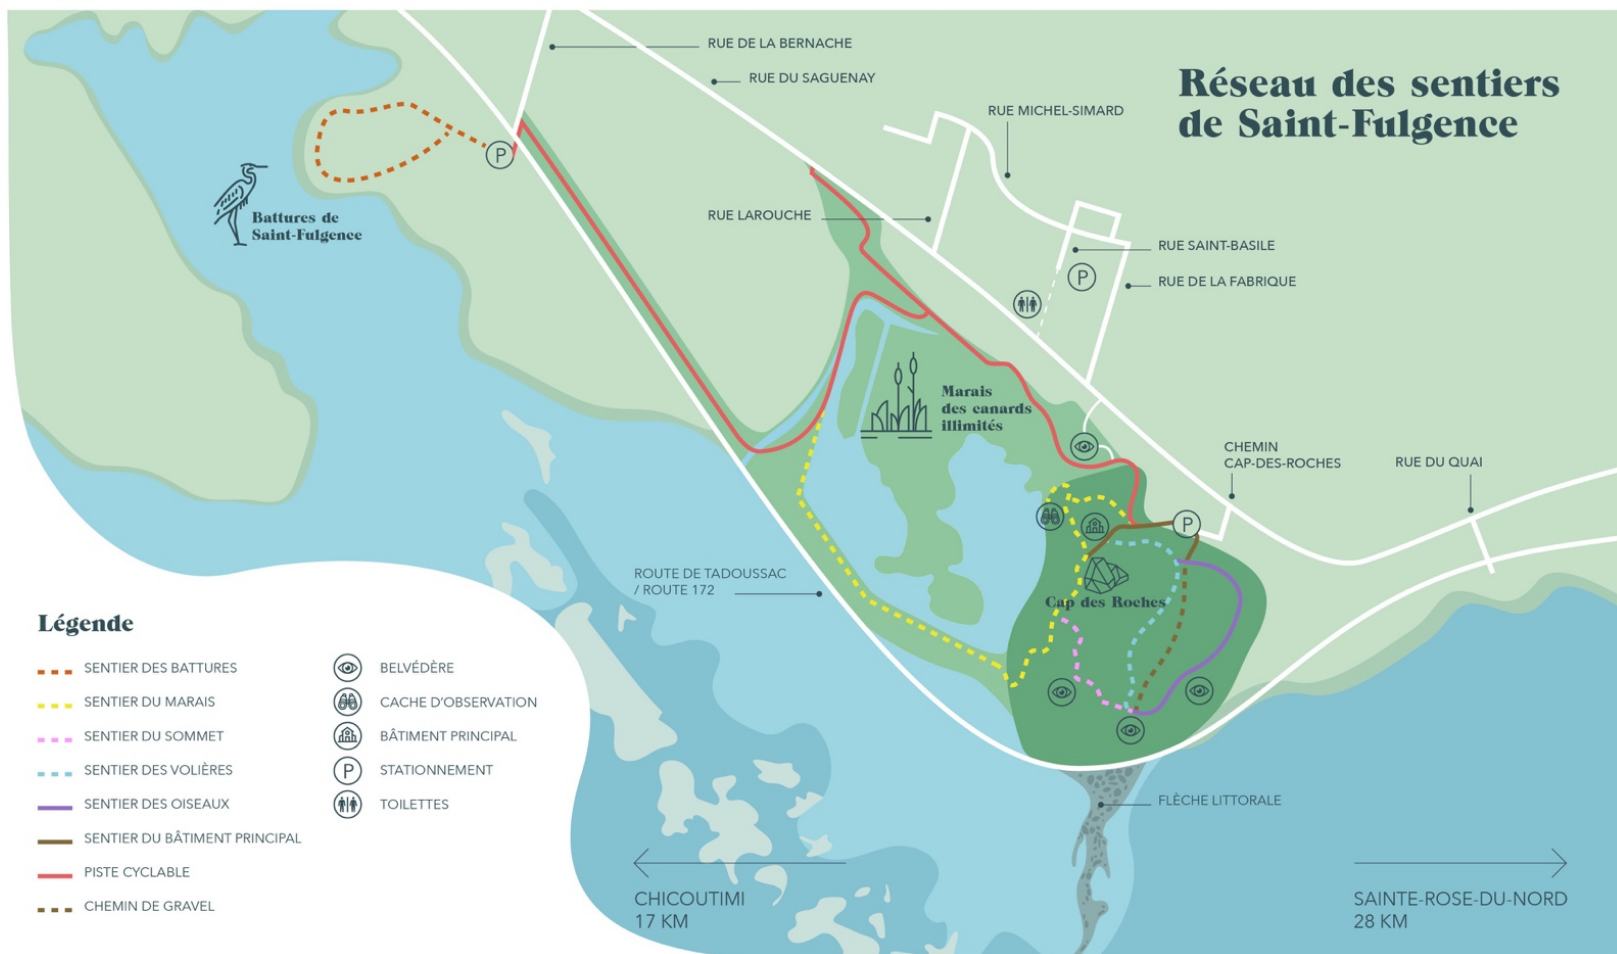 Réseau des sentiers
de Saint-Fulgence
RUE DE LA BERNACHE
RUE DU SAGUENAY
RUE MICHEL-SIMARD
P
RUE LAROUCHE
Battures de
Saint-Fulgence
RUE SAINT-BASILE
P
RUE DE LA FABRIQUE
Marais
des canards
illimités
CHEMIN
CAP-DES-ROCHES
RUE DU QUAI
P
ROUTE DE TADOUSSAC
/ ROUTE 172
Cap des Roches
Légende
SENTIER DES BATTURES
SENTIER DU MARAIS
SENTIER DU SOMMET
SENTIER DES VOLIÈRES
SENTIER DES OISEAUX
SENTIER DU BÂTIMENT PRINCIPAL
PISTE CYCLABLE
CHEMIN DE GRAVEL
BELVÉDÈRE
CACHE D'OBSERVATION
BÂTIMENT PRINCIPAL
P STATIONNEMENT
TOILETTES
FLÈCHE LITTORALE
CHICOUTIMI
17 KM
SAINTE-ROSE-DU-NORD
28 KM